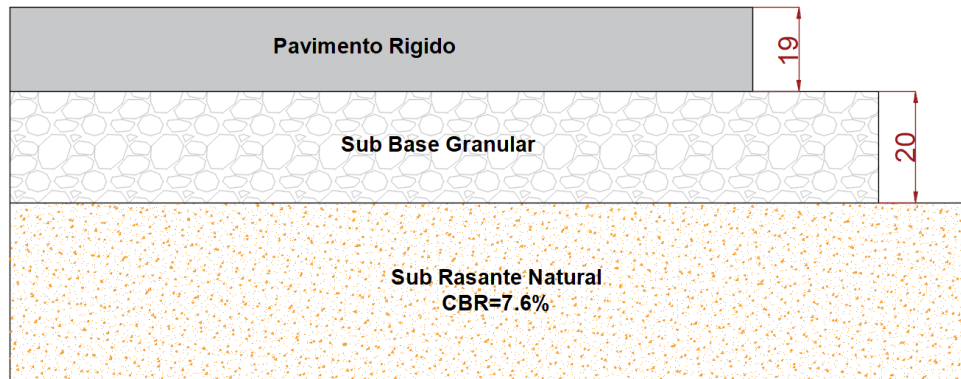 Pavimento Rigido
19
Sub Base Granular
20
Sub Rasante Natural
CBR=7.6%